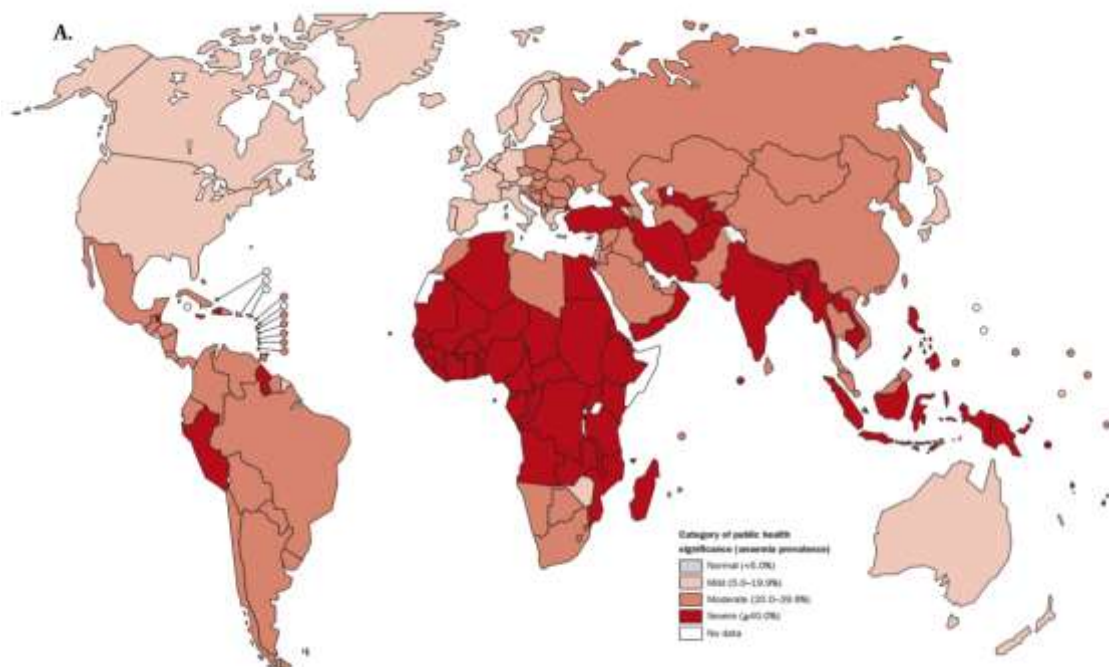 A.
Category of public health
significance (anaemia prevalence)
Normal (<5.0%)
Mild (5.0–19.9%)
Moderate (20.0–39.9%)
Severe (≥40.0%)
No data